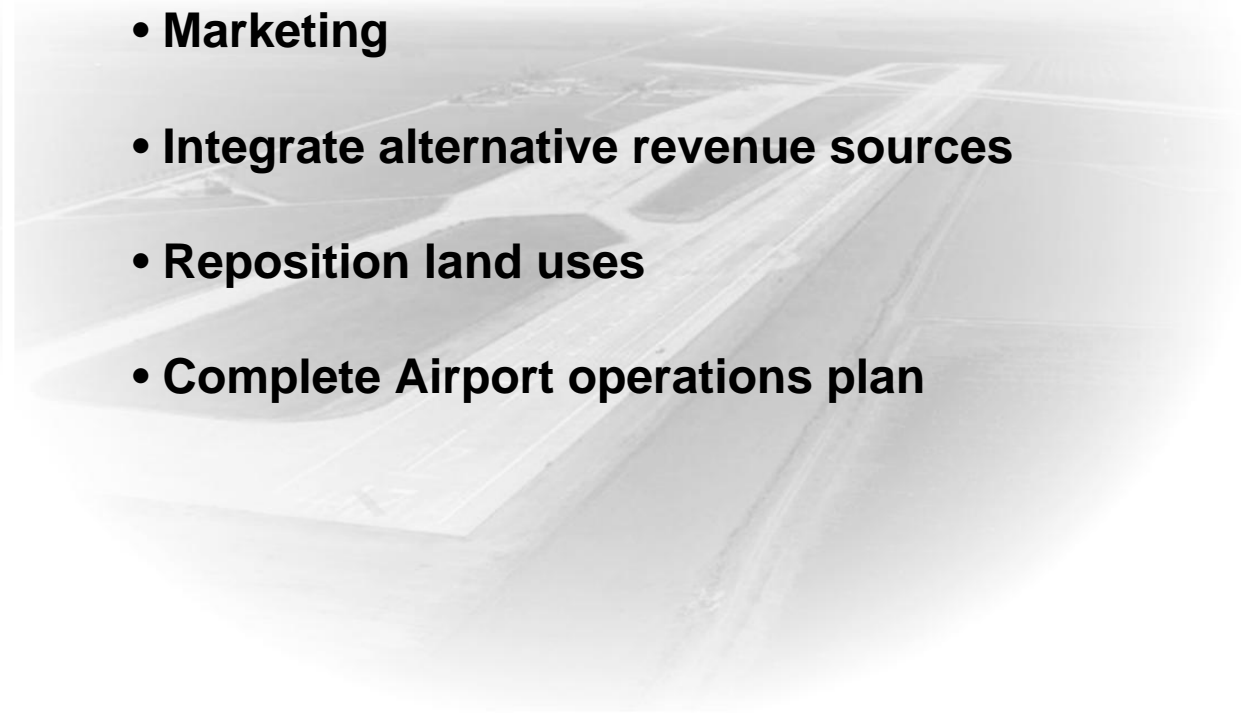 • Marketing
• Integrate alternative revenue sources
• Reposition land uses
• Complete Airport operations plan